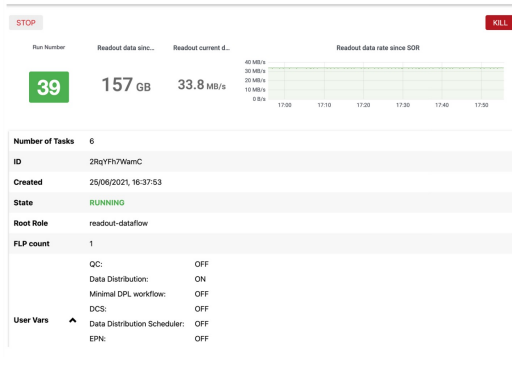 STOP
KILL
Run Number
Readout data sinc...
Readout current d...
Readout data rate since SOR
39
157 GB
33.8 MB/s
40 MB/s
30 MB/s
20 MB/s
10 MB/s
0 B/s
17:00
17:10
17:20
17:30
17:40
17:50
Number of Tasks 6
ID 2RqYFh7WamC
Created 25/06/2021, 16:37:53
State RUNNING
Root Role readout-dataflow
FLP count 1
User Vars
QC: OFF
Data Distribution: ON
Minimal DPL workflow: OFF
DCS: OFF
Data Distribution Scheduler: OFF
EPN: OFF